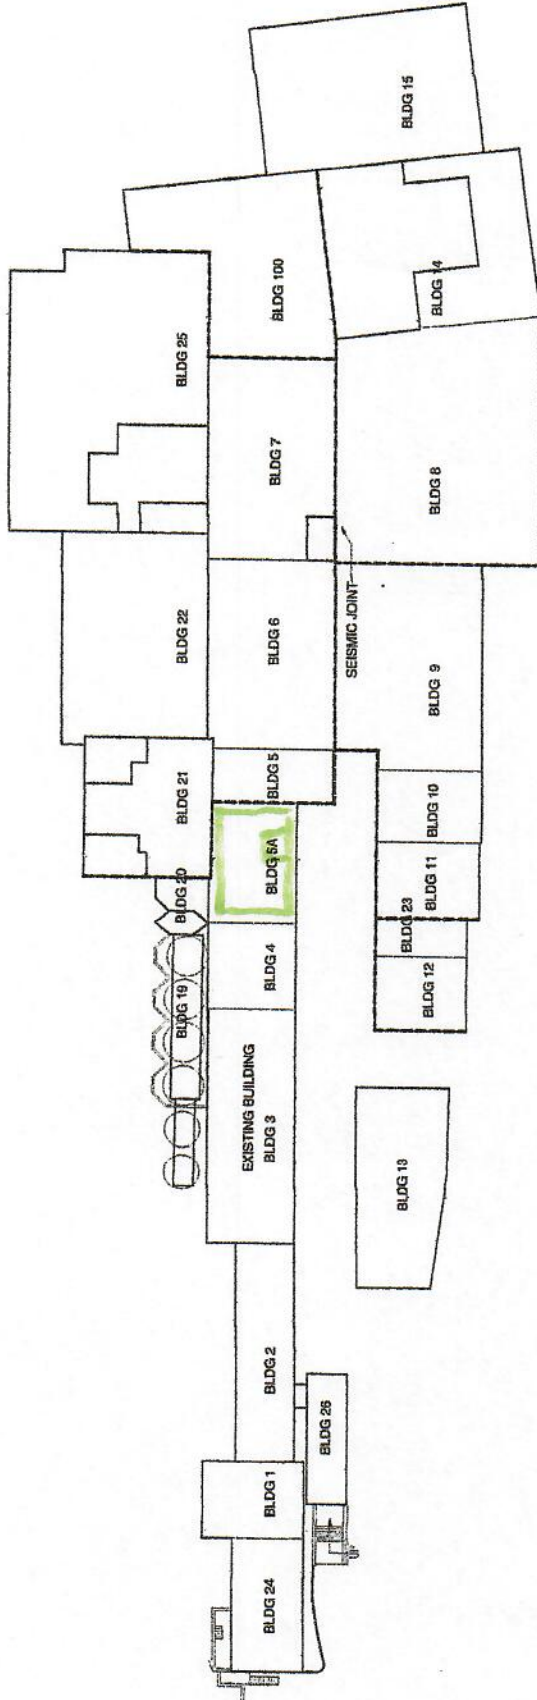 BLDG 15
BLDG 14
BLDG 100
BLDG 25
BLDG 7
BLDG 8
BLDG 22
BLDG 6
SEISMIC JOINT
BLDG 9
BLDG 21
BLDG 5
BLDG 10
BLDG 20
BLDG 5A
BLDG 11
BLDG 23
BLDG 19
BLDG 4
BLDG 12
EXISTING BUILDING
BLDG 3
BLDG 13
BLDG 2
BLDG 26
BLDG 1
UP
BLDG 24